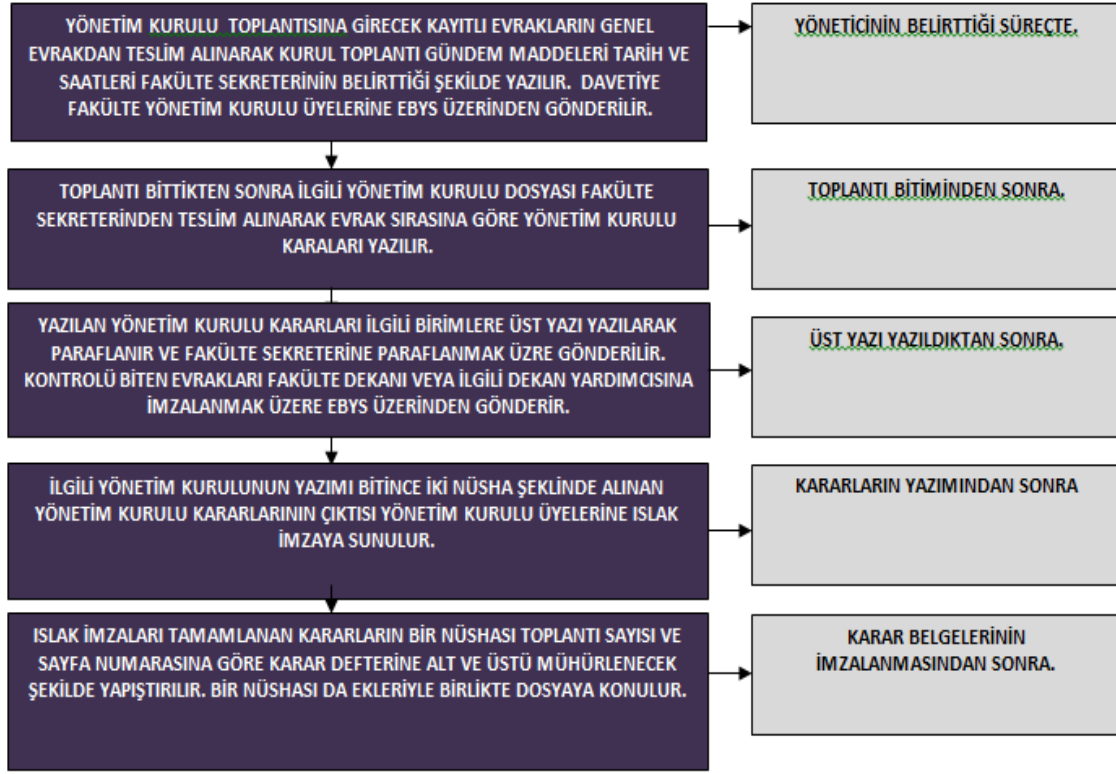 YÖNETİM KURULU  TOPLANTISINA GİRECEK KAYITLI EVRAKLARIN GENEL
EVRAKDAN TESLİM ALINARAK KURUL TOPLANTI GÜNDEM MADDELERİ TARİH VE
SAATLERİ FAKÜLTE SEKRETERİNİN BELİRTTİĞİ ŞEKİLDE YAZILIR.  DAVETİYE
FAKÜLTE YÖNETİM KURULU ÜYELERİNE EBYS ÜZERİNDEN GÖNDERİLİR.
YÖNETİCİNİN BELİRTTİĞİ SÜREÇTE.
TOPLANTI BİTTİKTEN SONRA İLGİLİ YÖNETİM KURULU DOSYASI FAKÜLTE
SEKRETERİNDEN TESLİM ALINARAK EVRAK SIRASINA GÖRE YÖNETİM KURULU
KARALARI YAZILIR.
TOPLANTI BİTİMİNDEN SONRA.
YAZILAN YÖNETİM KURULU KARARLARI İLGİLİ BİRİMLERE ÜST YAZI YAZILARAK
PARAFLANIR VE FAKÜLTE SEKRETERİNE PARAFLANMAK ÜZRE GÖNDERİLİR.
KONTROLÜ BİTEN EVRAKLARI FAKÜLTE DEKANI VEYA İLGİLİ DEKAN YARDIMCISINA
İMZALANMAK ÜZERE EBYS ÜZERİNDEN GÖNDERİR.
ÜST YAZI YAZILDIKTAN SONRA.
İLGİLİ YÖNETİM KURULUNUN YAZIMI BİTİNCE İKİ NÜSHA ŞEKLİNDE ALINAN
YÖNETİM KURULU KARARLARININ ÇIKTISI YÖNETİM KURULU ÜYELERİNE ISLAK
İMZAYA SUNULUR.
KARARLARIN YAZIMINDAN SONRA
ISLAK İMZALARI TAMAMLANAN KARARLARIN BİR NÜSHASI TOPLANTI SAYISI VE
SAYFA NUMARASINA GÖRE KARAR DEFTERİNE ALT VE ÜSTÜ MÜHÜRLENECEK
ŞEKİLDE YAPIŞTIRILIR. BİR NÜSHASI DA EKLERİYLE BİRLİKTE DOSYAYA KONULUR.
KARAR BELGELERİNİN
İMZALANMASINDAN SONRA.